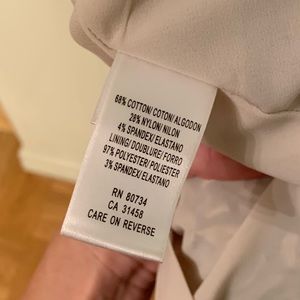 68% COTTON/COTON/ALGODON
28% NYLON/NILON
4% SPANDEX/ELASTANO
LINING/DOUBLURE/FORRO
97% POLYESTER/POLIESTER
3% SPANDEX/ELASTANO
RN 80734
CA 31458
CARE ON REVERSE